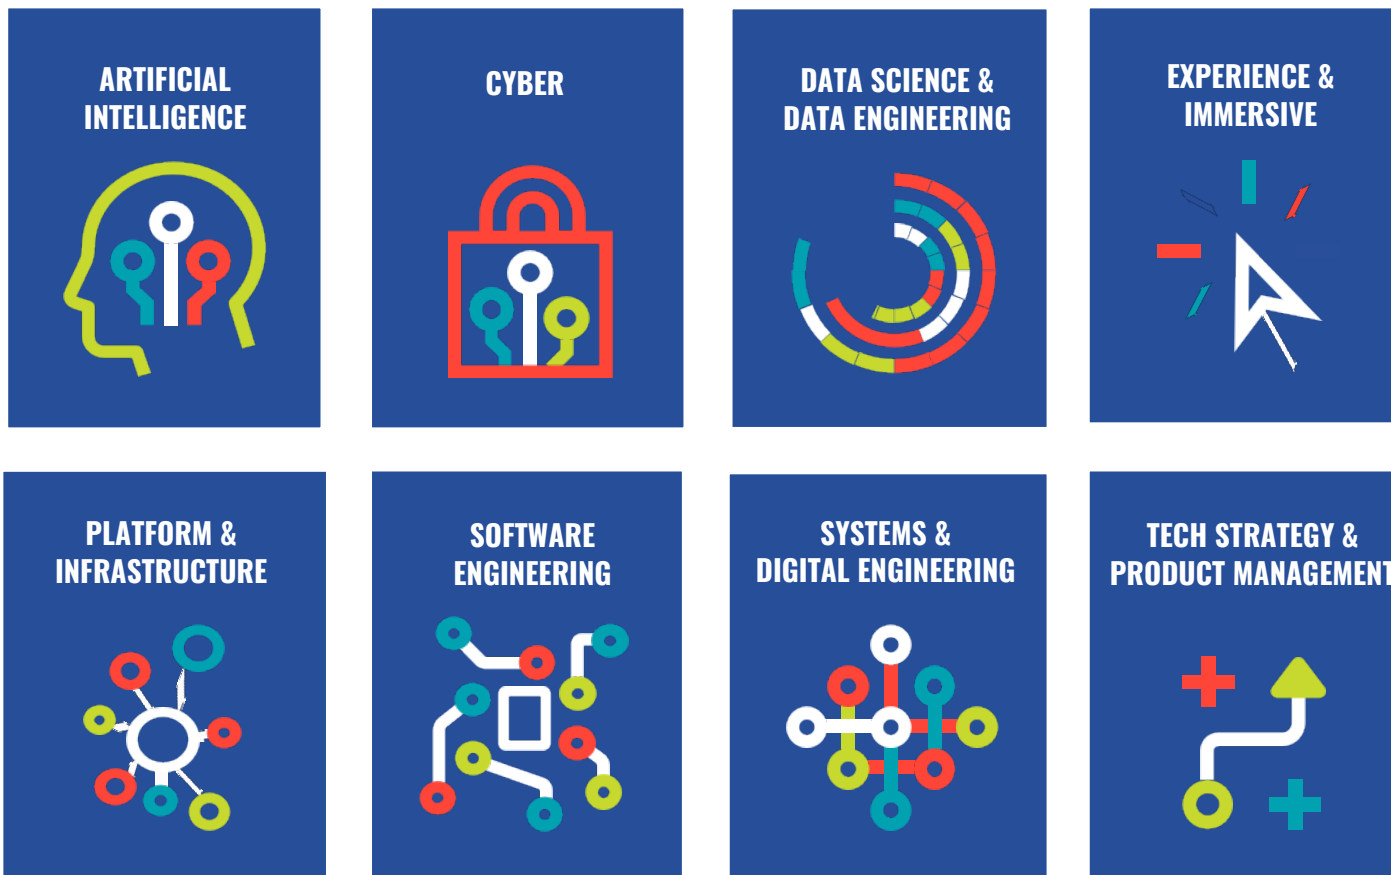 ARTIFICIAL
INTELLIGENCE
CYBER
DATA SCIENCE &
DATA ENGINEERING
EXPERIENCE &
IMMERSIVE
PLATFORM &
INFRASTRUCTURE
SOFTWARE
ENGINEERING
SYSTEMS &
DIGITAL ENGINEERING
TECH STRATEGY &
PRODUCT MANAGEMENT